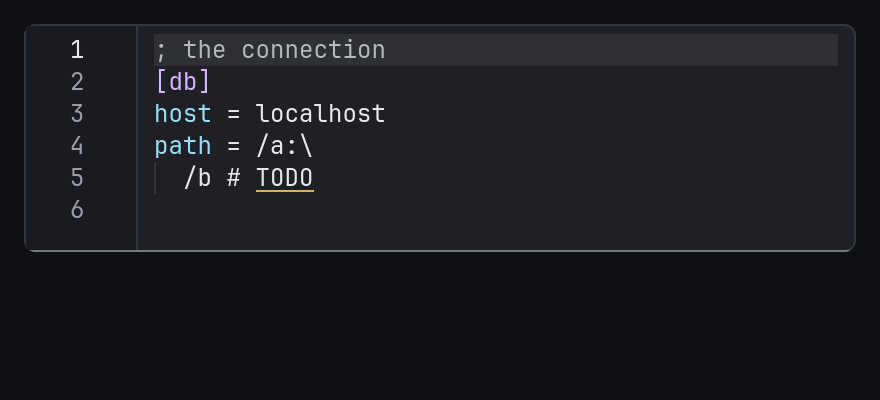 1 ; the connection
2 [db]
3 host = localhost
4 path = /a:\
5   /b # TODO
6